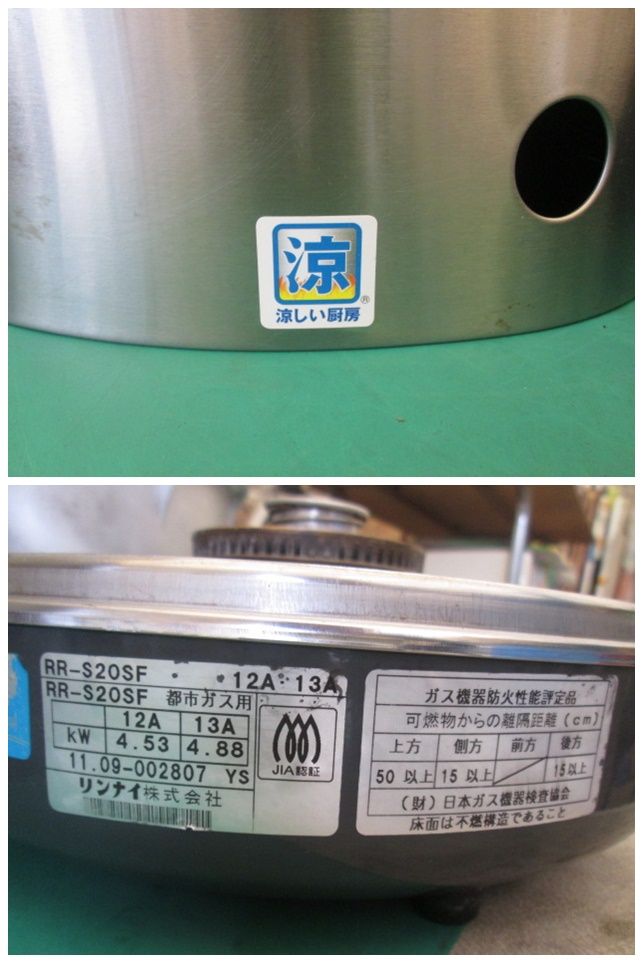 涼
®
涼しい厨房
RR-S20SF 12A・13A
RR-S20SF 都市ガス用
12A 13A
kW 4.53 4.88
11.09-002807 YS
リンナイ株式会社
JIA認証
ガス機器防火性能評定品
可燃物からの離隔距離(cm)
上方 側方 前方 後方
50 以上 15 以上 15 以上
(財)日本ガス機器検査協会
床面は不燃構造であること